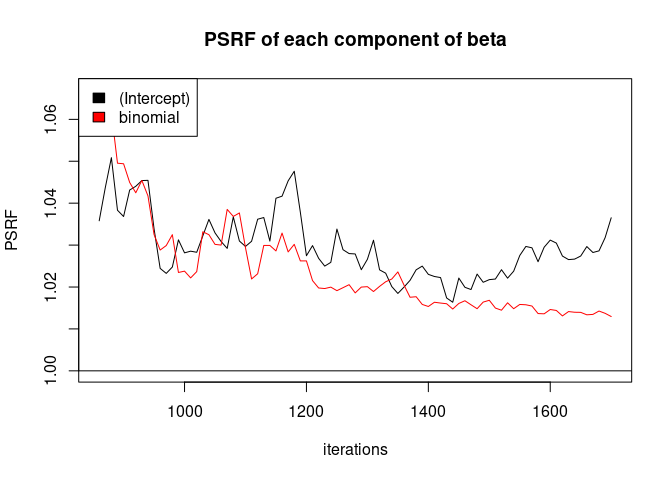 PSRF of each component of beta
(Intercept)
binomial
PSRF
1.06
1.04
1.02
1.00
1000 1200 1400 1600
iterations